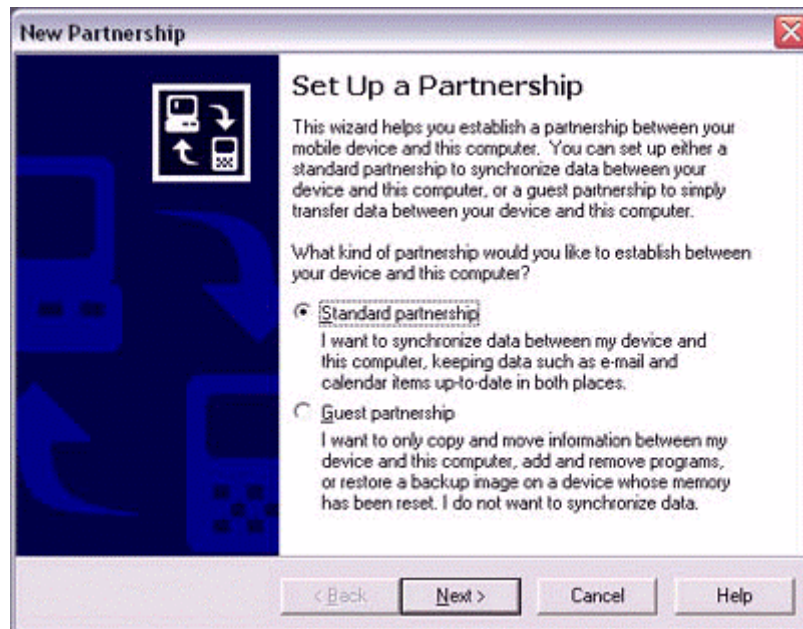 New Partnership
Set Up a Partnership
This wizard helps you establish a partnership between your
mobile device and this computer. You can set up either a
standard partnership to synchronize data between your
device and this computer, or a guest partnership to simply
transfer data between your device and this computer.
What kind of partnership would you like to establish between
your device and this computer?
Standard partnership
I want to synchronize data between my device and
this computer, keeping data such as e-mail and
calendar items up-to-date in both places.
Guest partnership
I want to only copy and move information between my
device and this computer, add and remove programs,
or restore a backup image on a device whose memory
has been reset. I do not want to synchronize data.
< Back Next > Cancel Help